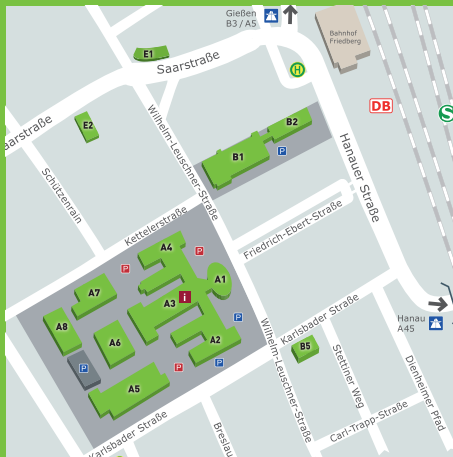 Gießen
B3 / A5
Bahnhof
Friedberg
E1
Saarstraße
H
DB
S
E2
aarstraße
B2
B1
P
Wilhelm-Leuschner-Straße
Hanauer Straße
Schützenrain
Kettelerstraße
Friedrich-Ebert-Straße
A4
P
P
A1
A7
A3
i
P
A8
A6
A2
P
P
P
A5
Karlsbader Straße
Hanau
A45
B5
Wilhelm-Leuschner-Straße
Stettiner Weg
Dienheimer Pfad
Carl-Trapp-Straße
Karlsbader Straße
Breslau